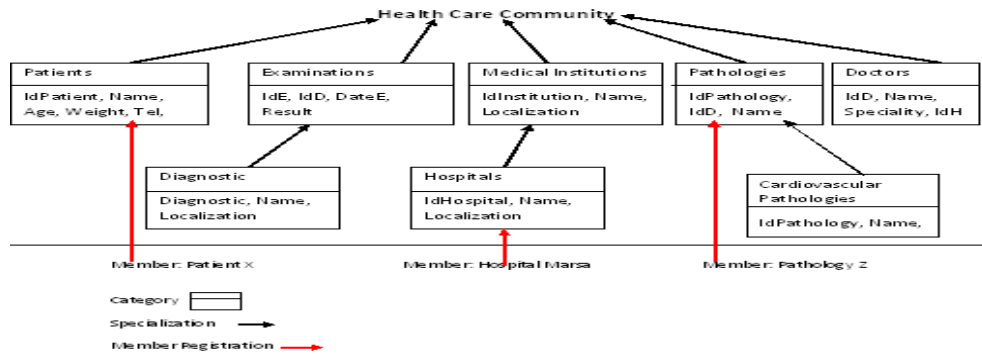 Health Care Community
Patients
IdPatient, Name,
Age, Weight, Tel,
Examinations
IdE, IdD, DateE,
Result
Medical Institutions
IdInstitution, Name,
Localization
Pathologies
IdPathology,
IdD, Name
Doctors
IdD, Name,
Speciality, IdH
Diagnostic
Diagnostic, Name,
Localization
Hospitals
IdHospital, Name,
Localization
Cardiovascular
Pathologies
IdPathology, Name,
Member: Patient X
Member: Hospital Marsa
Member: Pathology Z
Category
Specialization
Member Registration